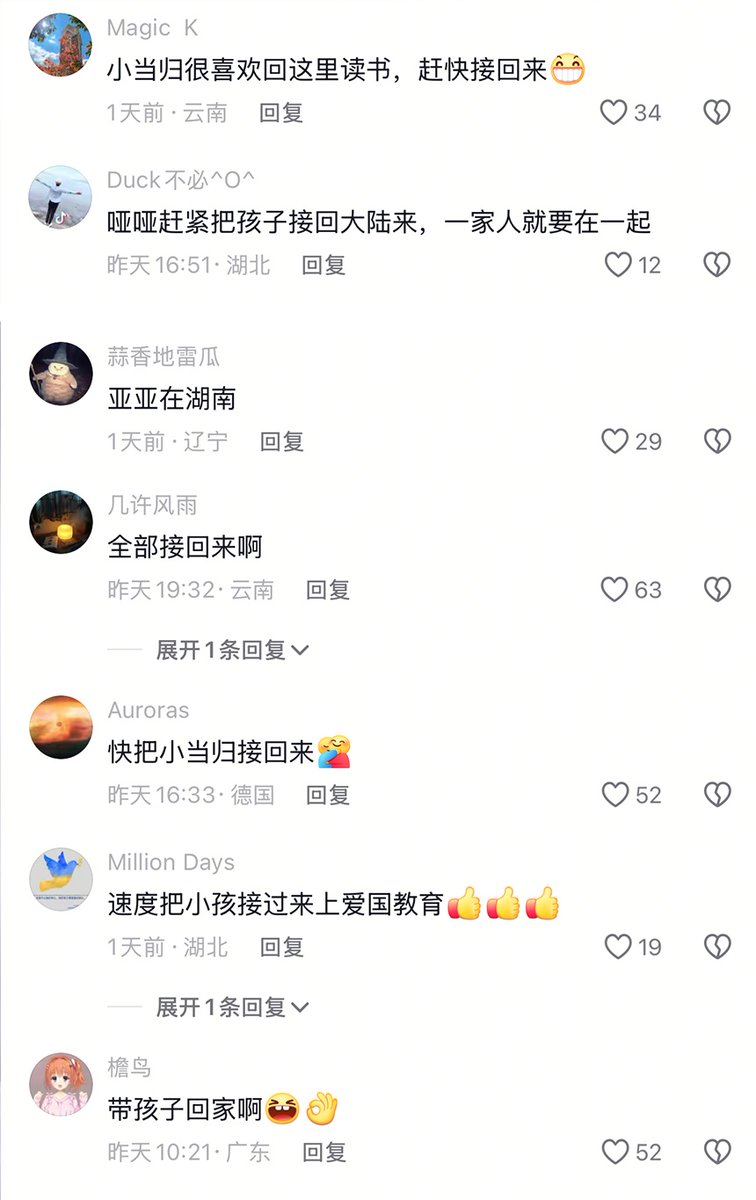 Magic K
小当归很喜欢回这里读书，赶快接回来😁
1天前·云南 回复 34
Duck不必^O^
哑哑赶紧把孩子接回大陆来，一家人就要在一起
昨天16:51·湖北 回复 12
蒜香地雷瓜
亚亚在湖南
1天前·辽宁 回复 29
几许风雨
全部接回来啊
昨天19:32·云南 回复 63
展开1条回复
Auroras
快把小当归接回来🤗
昨天16:33·德国 回复 52
Million Days
速度把小孩接过来上爱国教育👍👍👍
1天前·湖北 回复 19
展开1条回复
檐鸟
带孩子回家啊😆👌
昨天10:21·广东 回复 52